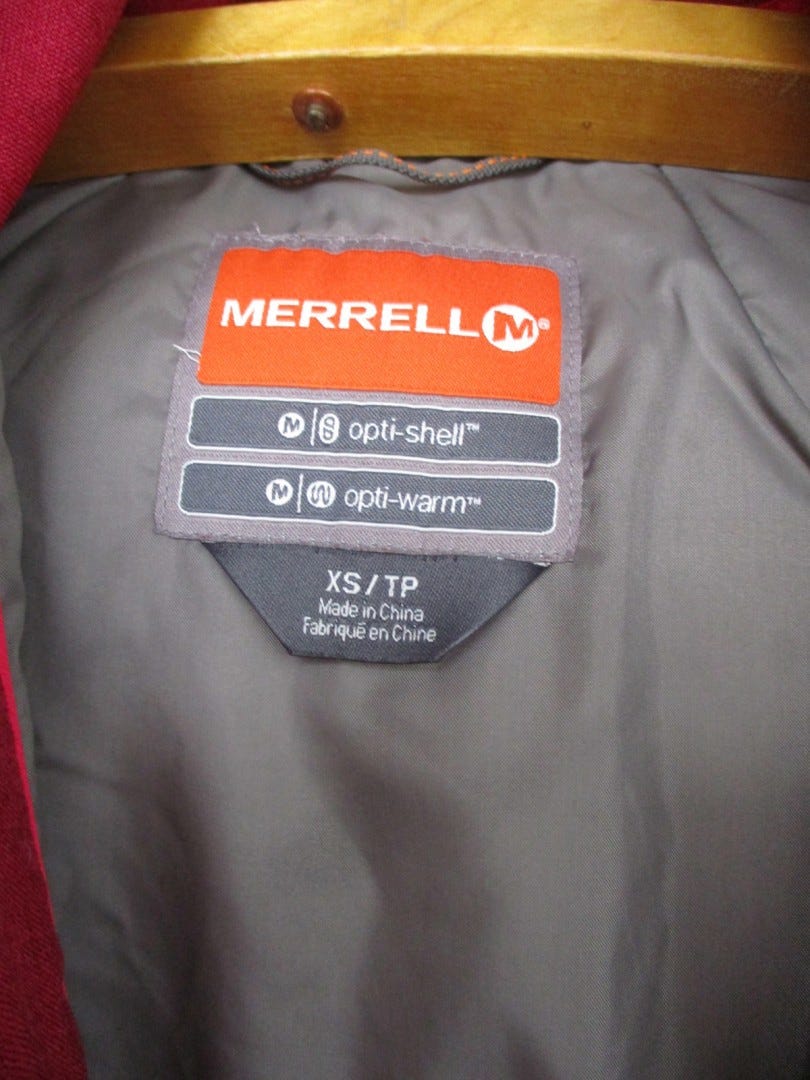 MERRELL M®
M opti-shell™
M opti-warm™
XS/TP
Made in China
Fabriqué en Chine